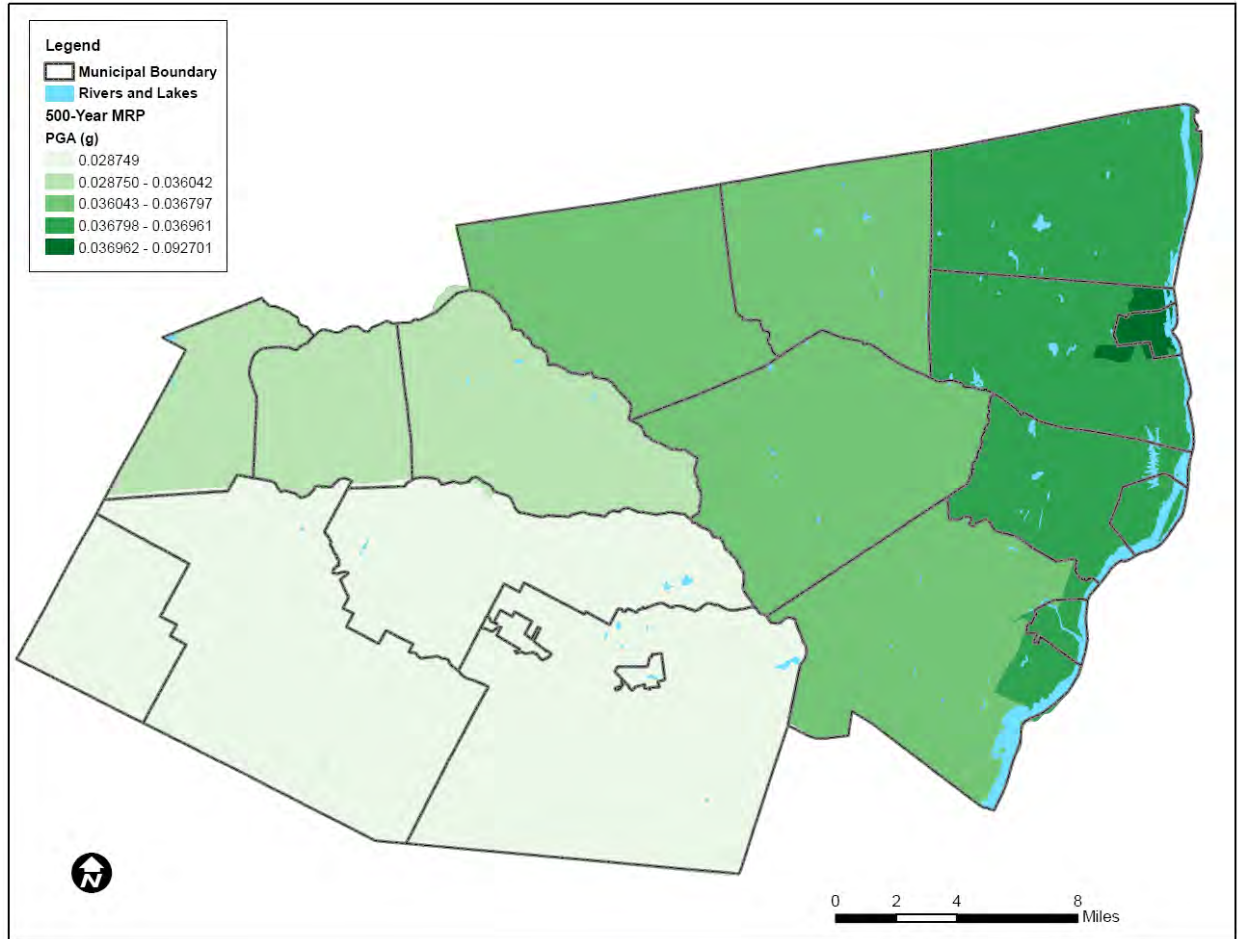 Legend
Municipal Boundary
Rivers and Lakes
500-Year MRP
PGA (g)
0.028749
0.028750 - 0.036042
0.036043 - 0.036797
0.036798 - 0.036961
0.036962 - 0.092701
N
0 2 4 8
Miles